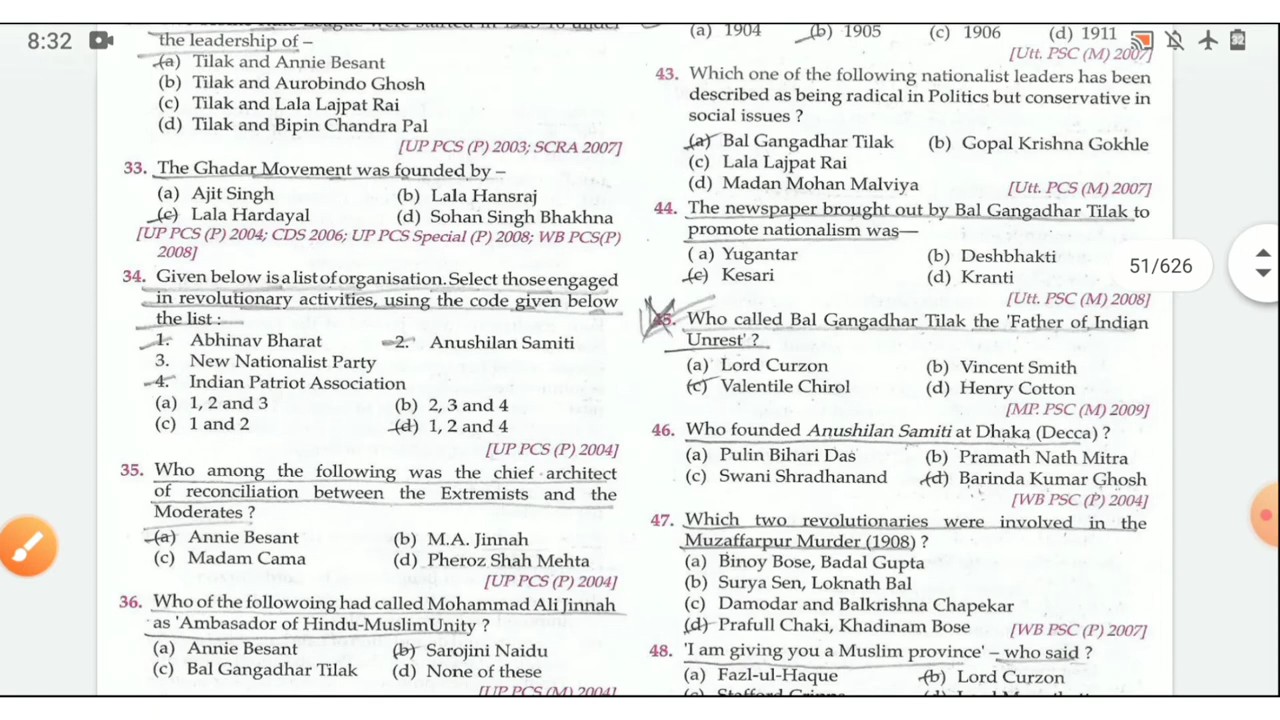 8:32
the leadership of –
(a) Tilak and Annie Besant
(b) Tilak and Aurobindo Ghosh
(c) Tilak and Lala Lajpat Rai
(d) Tilak and Bipin Chandra Pal
[UP PCS (P) 2003; SCRA 2007]
33. The Ghadar Movement was founded by –
(a) Ajit Singh (b) Lala Hansraj
(c) Lala Hardayal (d) Sohan Singh Bhakhna
[UP PCS (P) 2004; CDS 2006; UP PCS Special (P) 2008; WB PCS(P)
2008]
34. Given below is a list of organisation. Select those engaged
in revolutionary activities, using the code given below
the list :
1. Abhinav Bharat 2. Anushilan Samiti
3. New Nationalist Party
4. Indian Patriot Association
(a) 1, 2 and 3 (b) 2, 3 and 4
(c) 1 and 2 (d) 1, 2 and 4
[UP PCS (P) 2004]
35. Who among the following was the chief architect
of reconciliation between the Extremists and the
Moderates ?
(a) Annie Besant (b) M.A. Jinnah
(c) Madam Cama (d) Pheroz Shah Mehta
[UP PCS (P) 2004]
36. Who of the followoing had called Mohammad Ali Jinnah
as 'Ambasador of Hindu-MuslimUnity ?
(a) Annie Besant (b) Sarojini Naidu
(c) Bal Gangadhar Tilak (d) None of these
[UP PCS (M) 2004]
(a) 1904 (b) 1905 (c) 1906 (d) 1911
[Utt. PSC (M) 2007]
43. Which one of the following nationalist leaders has been
described as being radical in Politics but conservative in
social issues ?
(a) Bal Gangadhar Tilak (b) Gopal Krishna Gokhle
(c) Lala Lajpat Rai
(d) Madan Mohan Malviya [Utt. PCS (M) 2007]
44. The newspaper brought out by Bal Gangadhar Tilak to
promote nationalism was—
(a) Yugantar (b) Deshbhakti
(c) Kesari (d) Kranti
[Utt. PSC (M) 2008]
Who called Bal Gangadhar Tilak the 'Father of Indian
Unrest' ?
(a) Lord Curzon (b) Vincent Smith
(c) Valentile Chirol (d) Henry Cotton
[MP. PSC (M) 2009]
46. Who founded Anushilan Samiti at Dhaka (Decca) ?
(a) Pulin Bihari Das (b) Pramath Nath Mitra
(c) Swani Shradhanand (d) Barinda Kumar Ghosh
[WB PSC (P) 2004]
47. Which two revolutionaries were involved in the
Muzaffarpur Murder (1908) ?
(a) Binoy Bose, Badal Gupta
(b) Surya Sen, Loknath Bal
(c) Damodar and Balkrishna Chapekar
(d) Prafull Chaki, Khadinam Bose [WB PSC (P) 2007]
48. 'I am giving you a Muslim province' – who said ?
(a) Fazl-ul-Haque (b) Lord Curzon
51/626